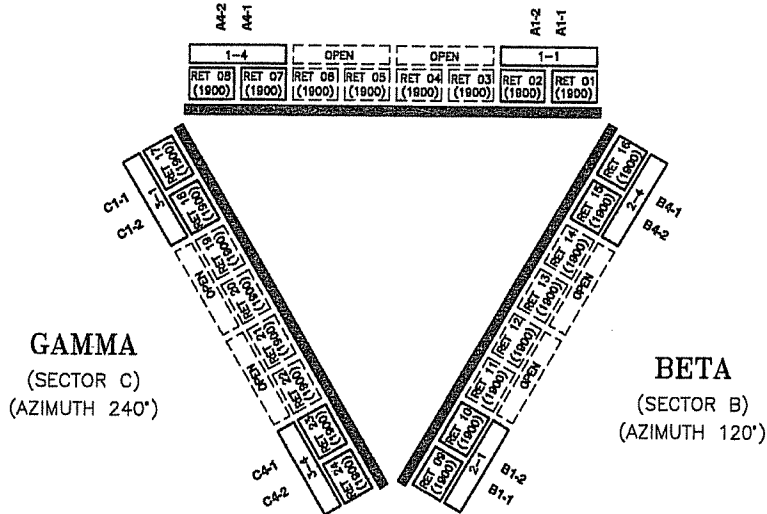 A4-2
A4-1
A1-2
A1-1
1-4
OPEN
OPEN
1-1
RET 08
(1900)
RET 07
(1900)
RET 06
(1900)
RET 05
(1900)
RET 04
(1900)
RET 03
(1900)
RET 02
(1900)
RET 01
(1900)
C1-1
C1-2
3-1
RET 17
(1900)
RET 18
(1900)
OPEN
RET 19
(1900)
RET 20
(1900)
OPEN
RET 21
(1900)
RET 22
(1900)
3-4
RET 23
(1900)
RET 24
(1900)
C4-1
C4-2
GAMMA
(SECTOR C)
(AZIMUTH 240°)
RET 16
(1900)
RET 15
(1900)
2-4
B4-1
B4-2
RET 14
(1900)
RET 13
(1900)
OPEN
RET 12
(1900)
RET 11
(1900)
OPEN
RET 10
(1900)
RET 09
(1900)
2-1
B1-2
B1-1
BETA
(SECTOR B)
(AZIMUTH 120°)